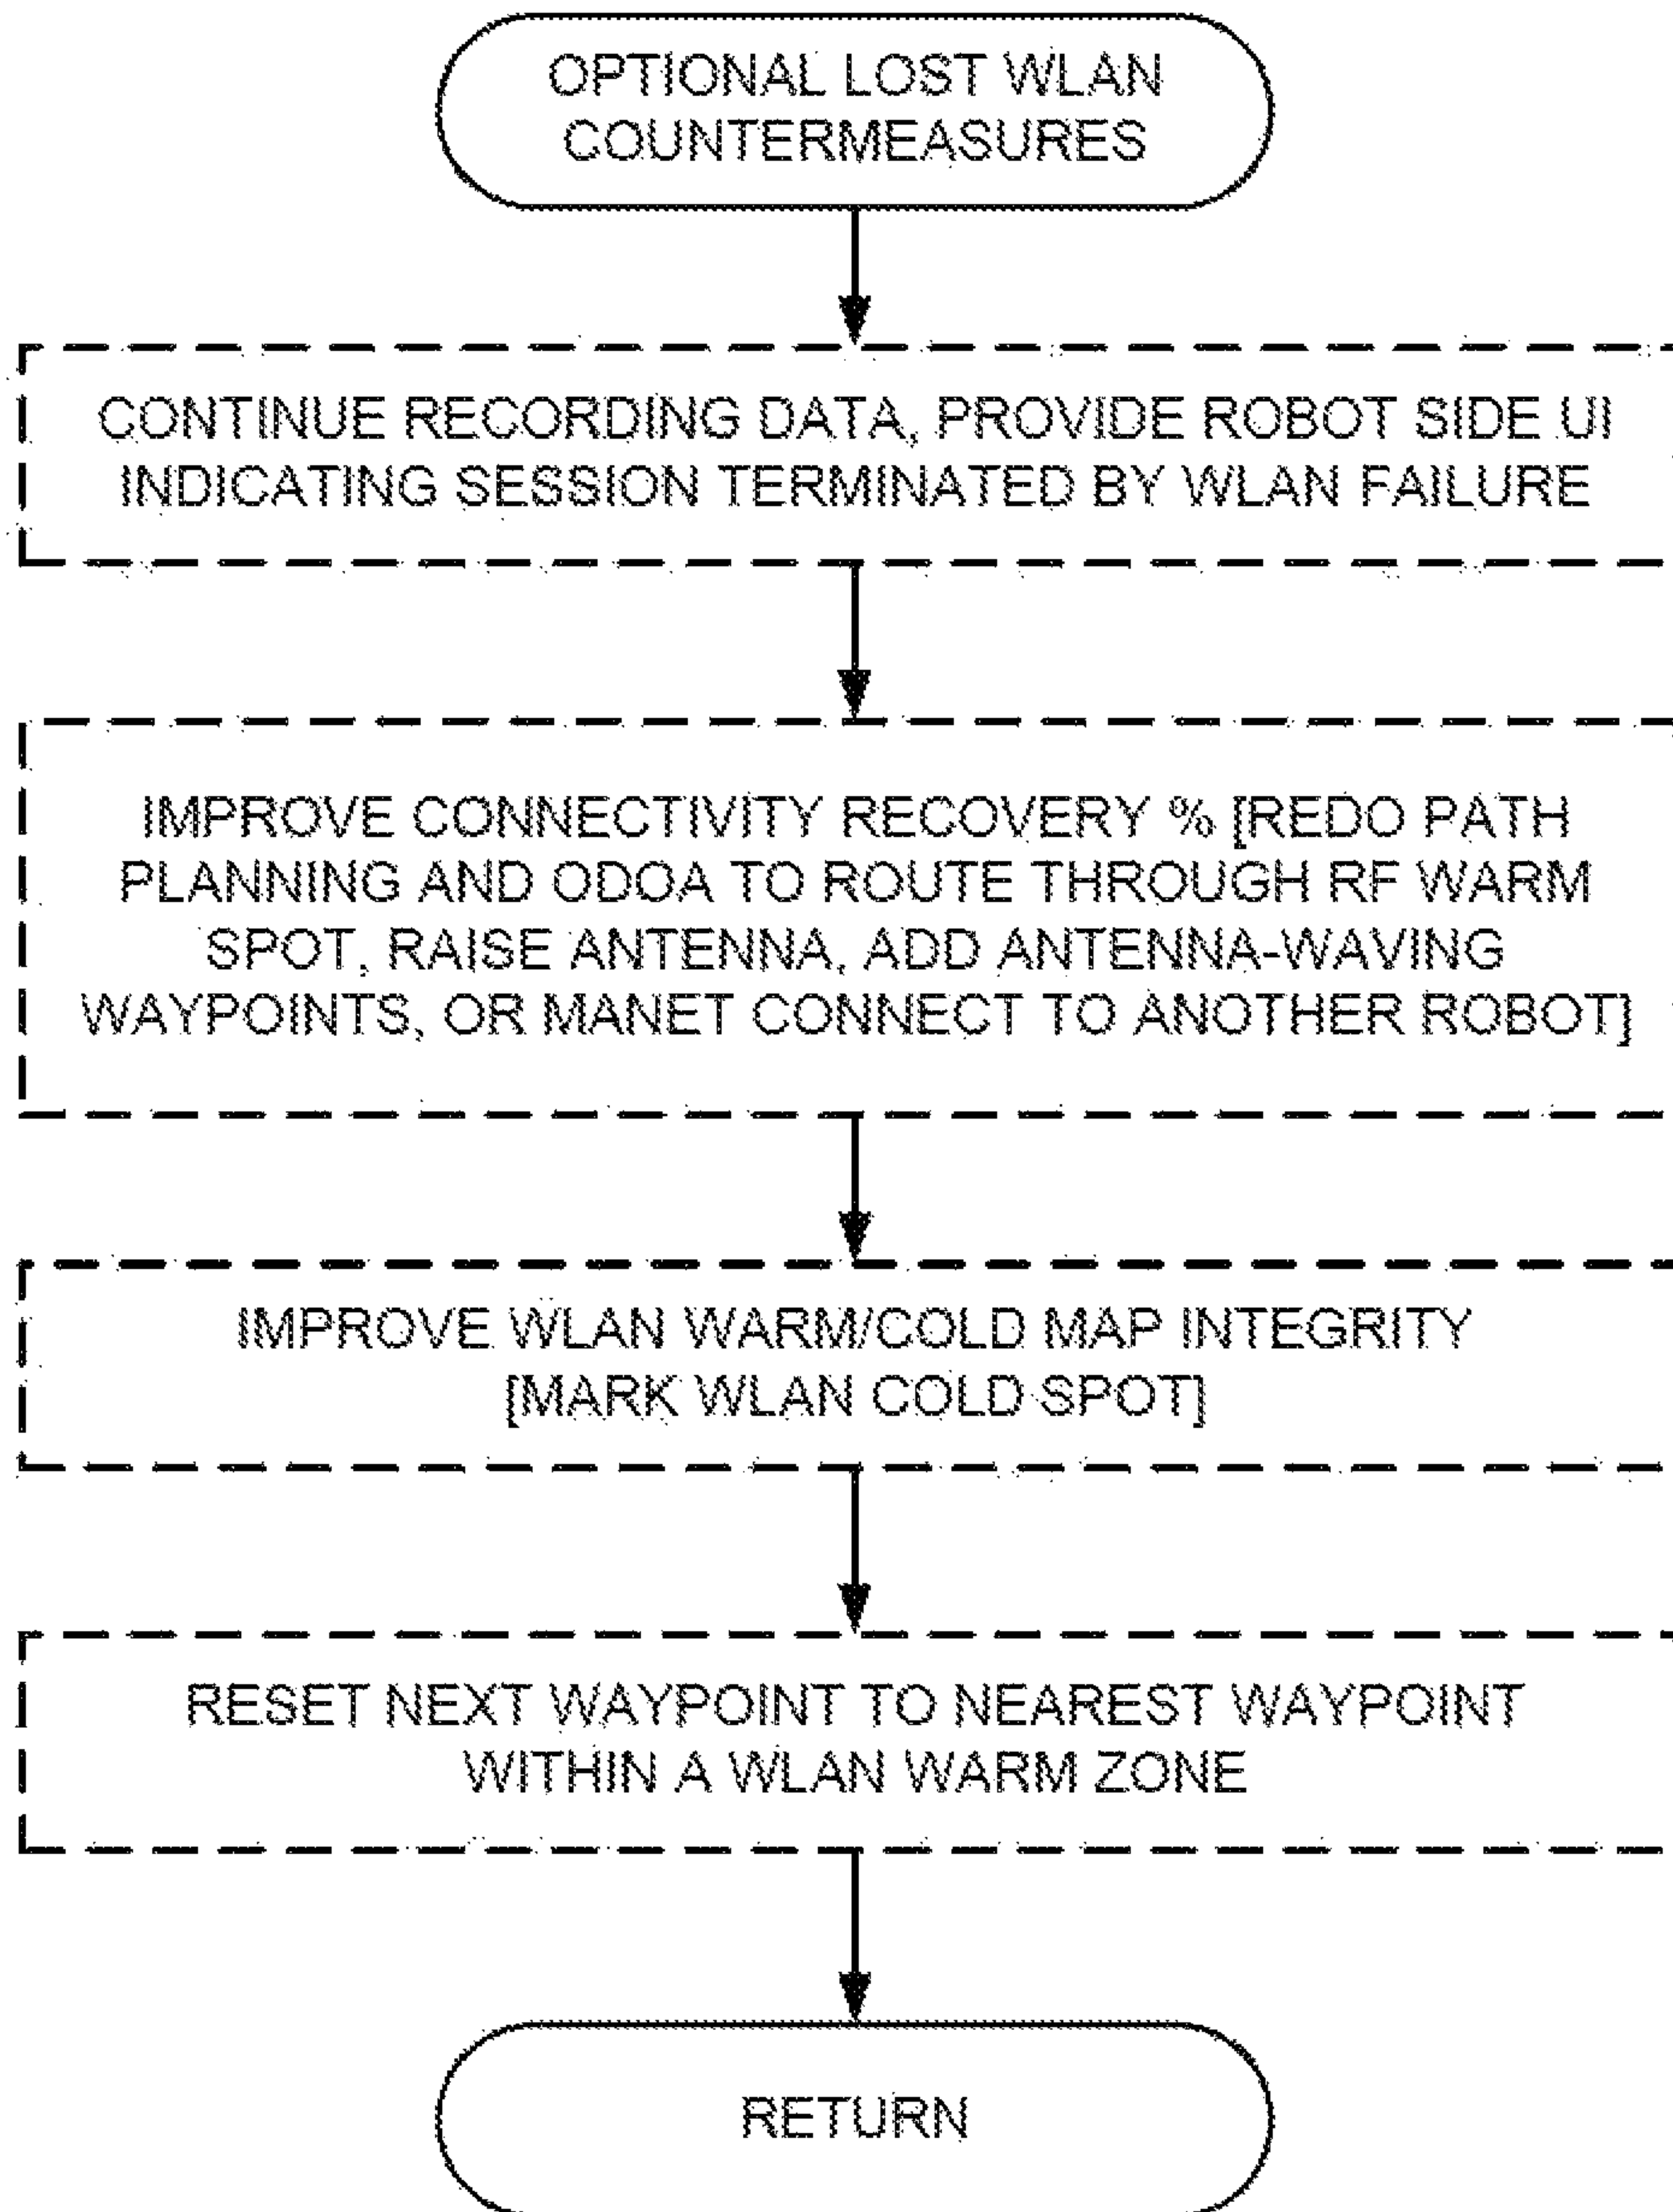 OPTIONAL LOST WLAN
COUNTERMEASURES
CONTINUE RECORDING DATA, PROVIDE ROBOT SIDE UI
INDICATING SESSION TERMINATED BY WLAN FAILURE
IMPROVE CONNECTIVITY RECOVERY % [REDO PATH
PLANNING AND ODOA TO ROUTE THROUGH RF WARM
SPOT, RAISE ANTENNA, ADD ANTENNA-WAVING
WAYPOINTS, OR MANET CONNECT TO ANOTHER ROBOT]
IMPROVE WLAN WARM/COLD MAP INTEGRITY
[MARK WLAN COLD SPOT]
RESET NEXT WAYPOINT TO NEAREST WAYPOINT
WITHIN A WLAN WARM ZONE
RETURN